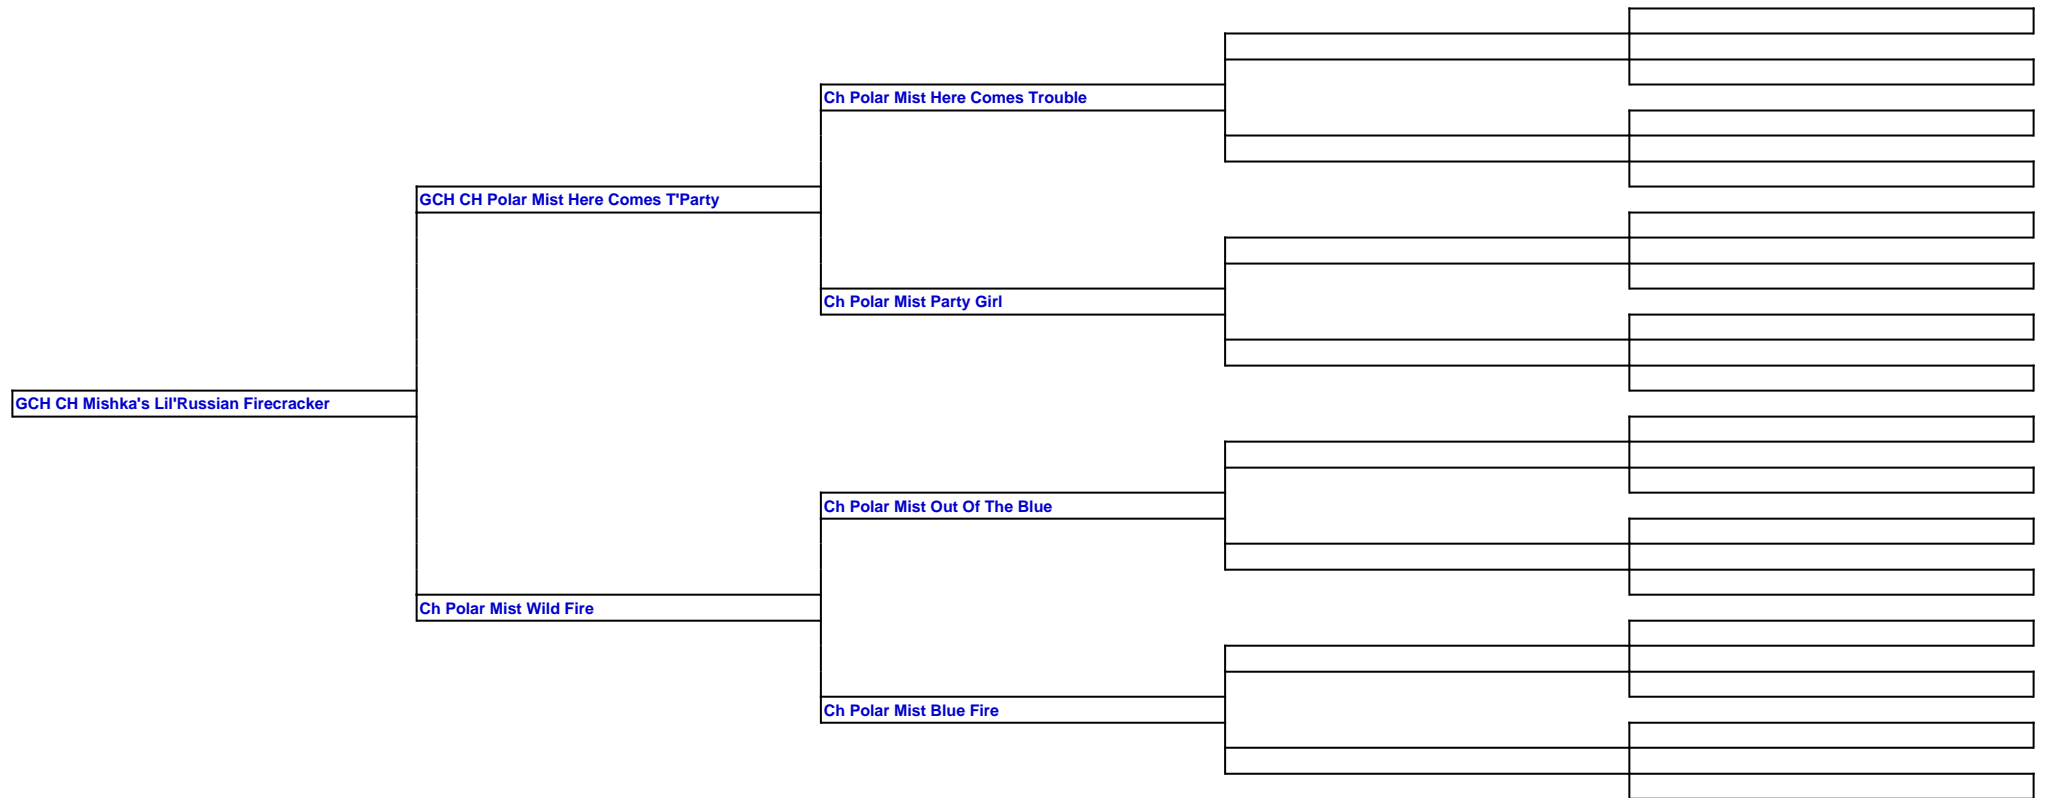 Ch Polar Mist Here Comes Trouble
GCH CH Polar Mist Here Comes T'Party
Ch Polar Mist Party Girl
GCH CH Mishka's Lil'Russian Firecracker
Ch Polar Mist Out Of The Blue
Ch Polar Mist Wild Fire
Ch Polar Mist Blue Fire